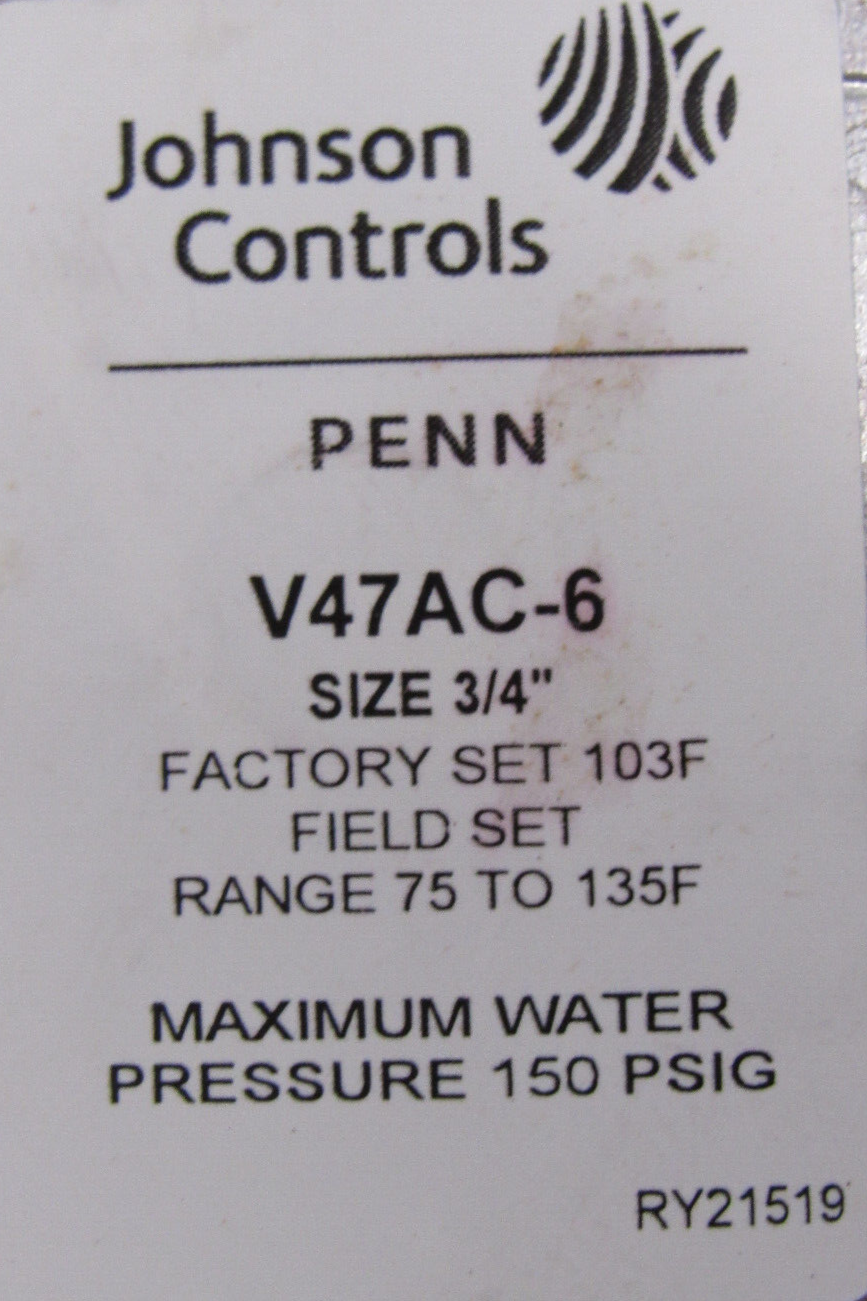 Johnson
Controls
PENN
V47AC-6
SIZE 3/4"
FACTORY SET 103F
FIELD SET
RANGE 75 TO 135F
MAXIMUM WATER
PRESSURE 150 PSIG
RY21519